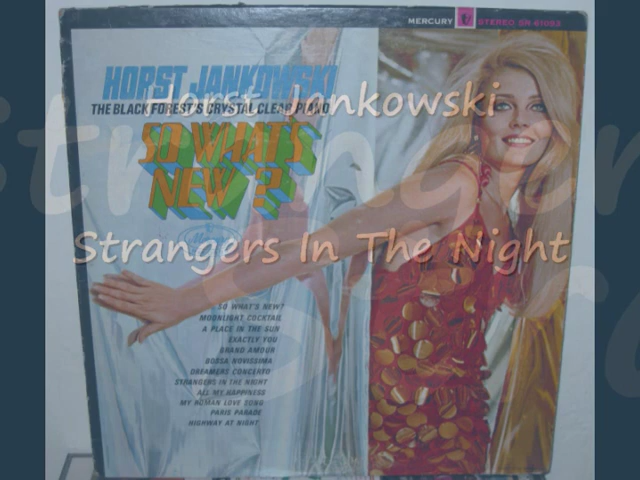 MERCURY STEREO SR 61093
HORST JANKOWSKI
THE BLACK FOREST'S CRYSTAL CLEAR PIANO
Horst Jankowski
SO WHAT'S
NEW?
Strangers In The Night
SO WHAT'S NEW?
MOONLIGHT COCKTAIL
A PLACE IN THE SUN
EXACTLY YOU
GRAND AMOUR
BOSSA NOVISSIMA
DREAMERS CONCERTO
STRANGERS IN THE NIGHT
ALL MY HAPPINESS
MY ROMAN LOVE SONG
PARIS PARADE
HIGHWAY AT NIGHT